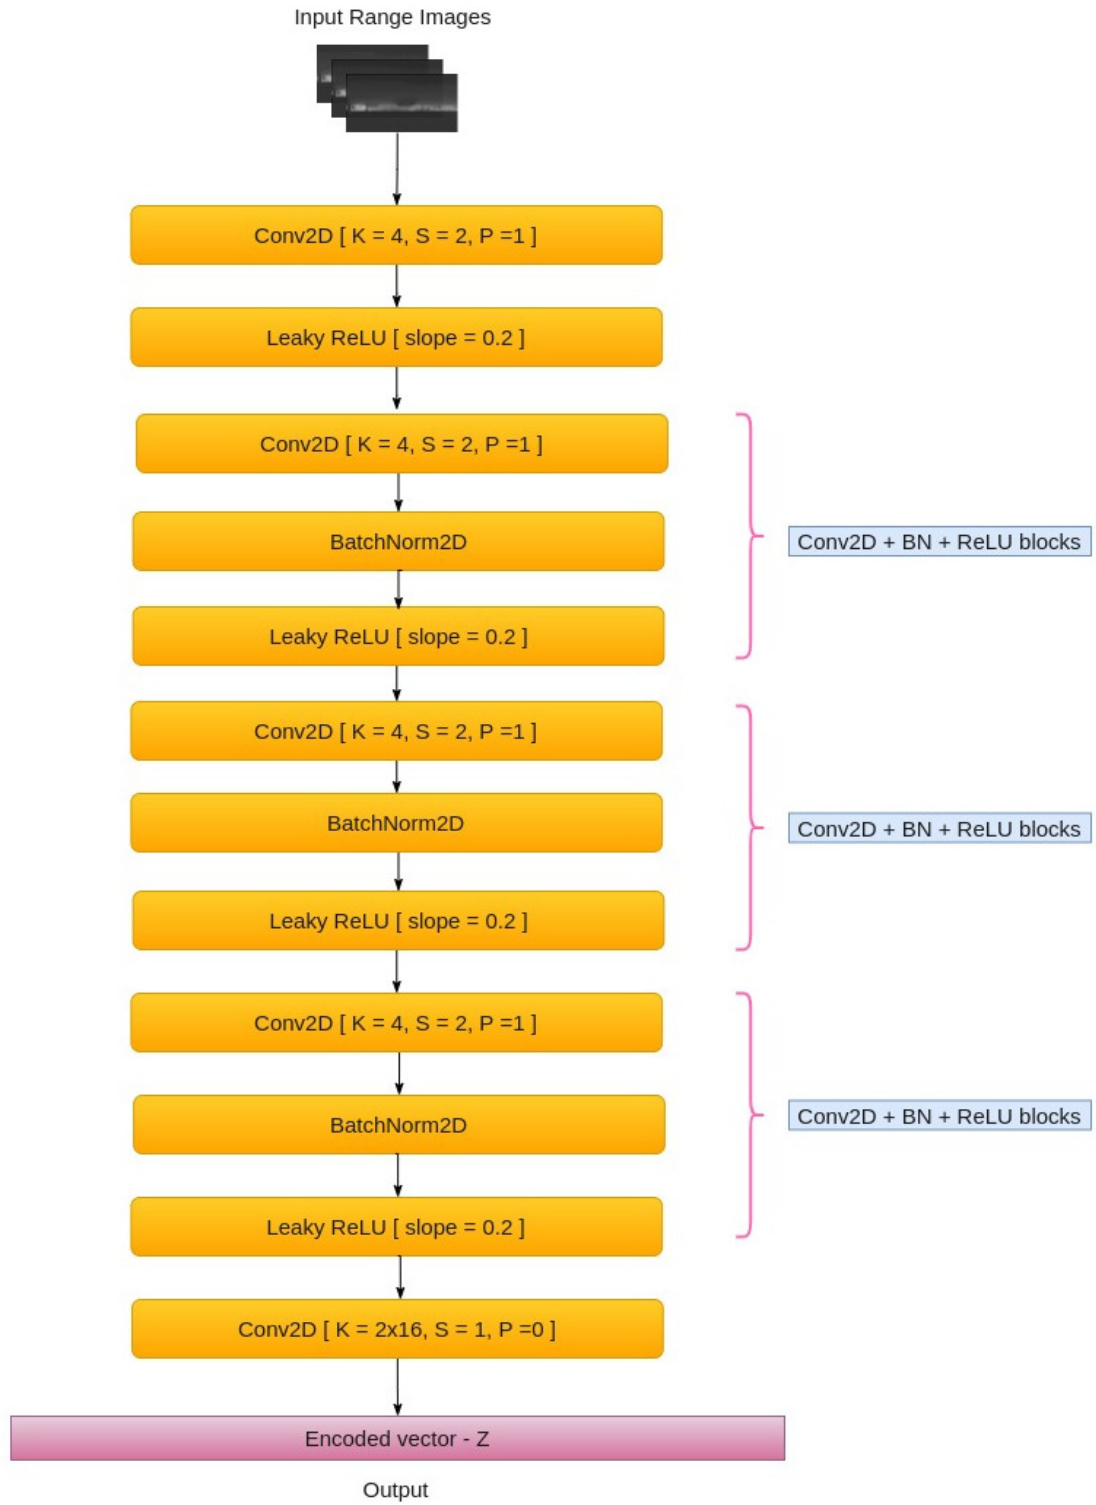 Input Range Images
Conv2D [ K = 4, S = 2, P =1 ]
Leaky ReLU [ slope = 0.2 ]
Conv2D [ K = 4, S = 2, P =1 ]
BatchNorm2D
Conv2D + BN + ReLU blocks
Leaky ReLU [ slope = 0.2 ]
Conv2D [ K = 4, S = 2, P =1 ]
BatchNorm2D
Conv2D + BN + ReLU blocks
Leaky ReLU [ slope = 0.2 ]
Conv2D [ K = 4, S = 2, P =1 ]
BatchNorm2D
Conv2D + BN + ReLU blocks
Leaky ReLU [ slope = 0.2 ]
Conv2D [ K = 2x16, S = 1, P =0 ]
Encoded vector - Z
Output